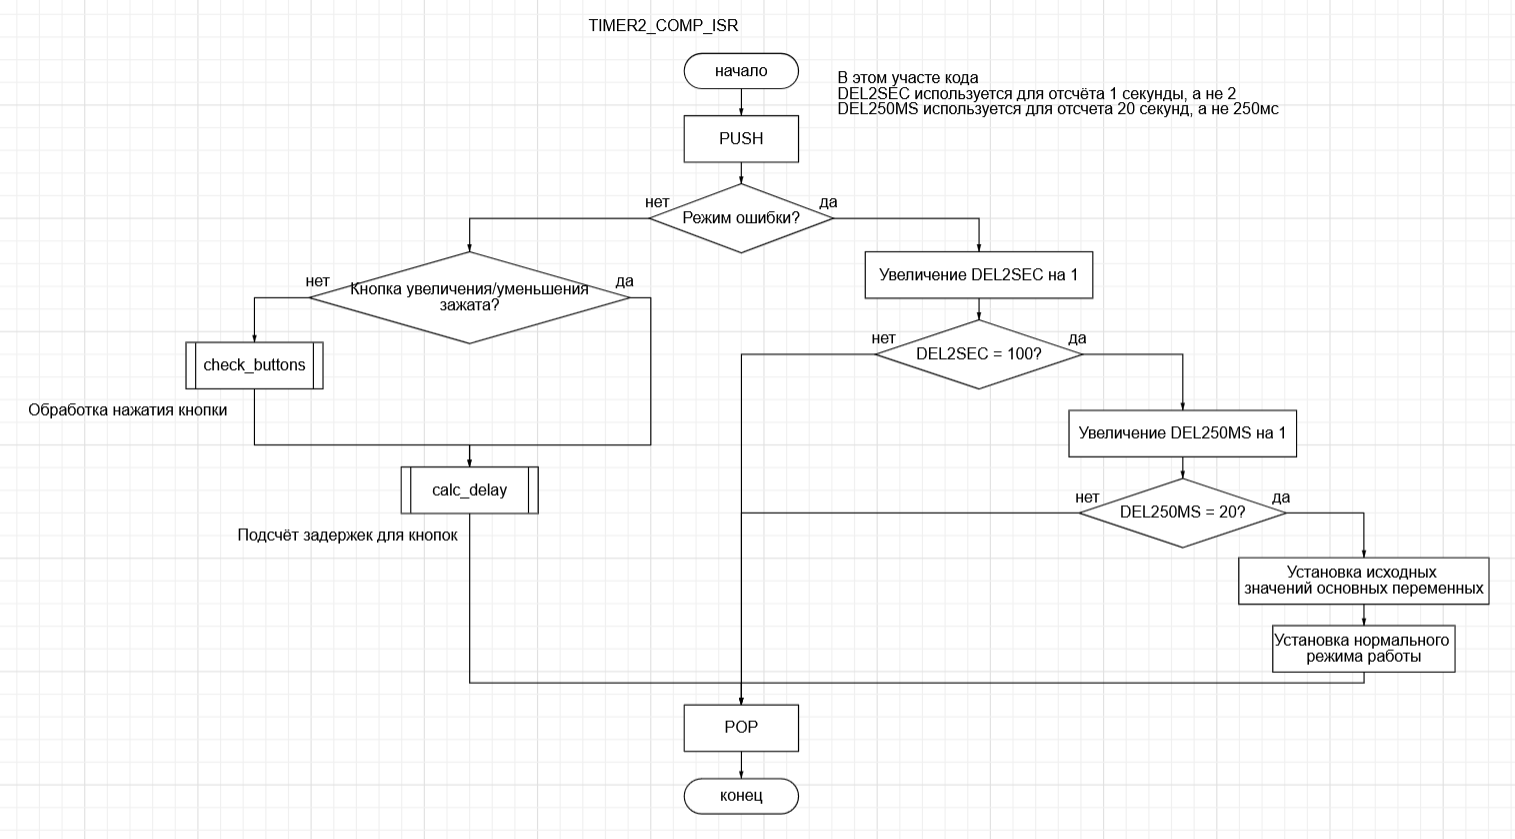 TIMER2_COMP_ISR
начало
В этом участе кода
DEL2SEC используется для отсчёта 1 секунды, а не 2
DEL250MS используется для отсчета 20 секунд, а не 250мс
PUSH
нет
да
Режим ошибки?
нет
да
Кнопка увеличения/уменьшения
зажата?
Увеличение DEL2SEC на 1
нет
да
DEL2SEC = 100?
check_buttons
Обработка нажатия кнопки
Увеличение DEL250MS на 1
calc_delay
Подсчёт задержек для кнопок
нет
да
DEL250MS = 20?
Установка исходных
значений основных переменных
Установка нормального
режима работы
POP
конец